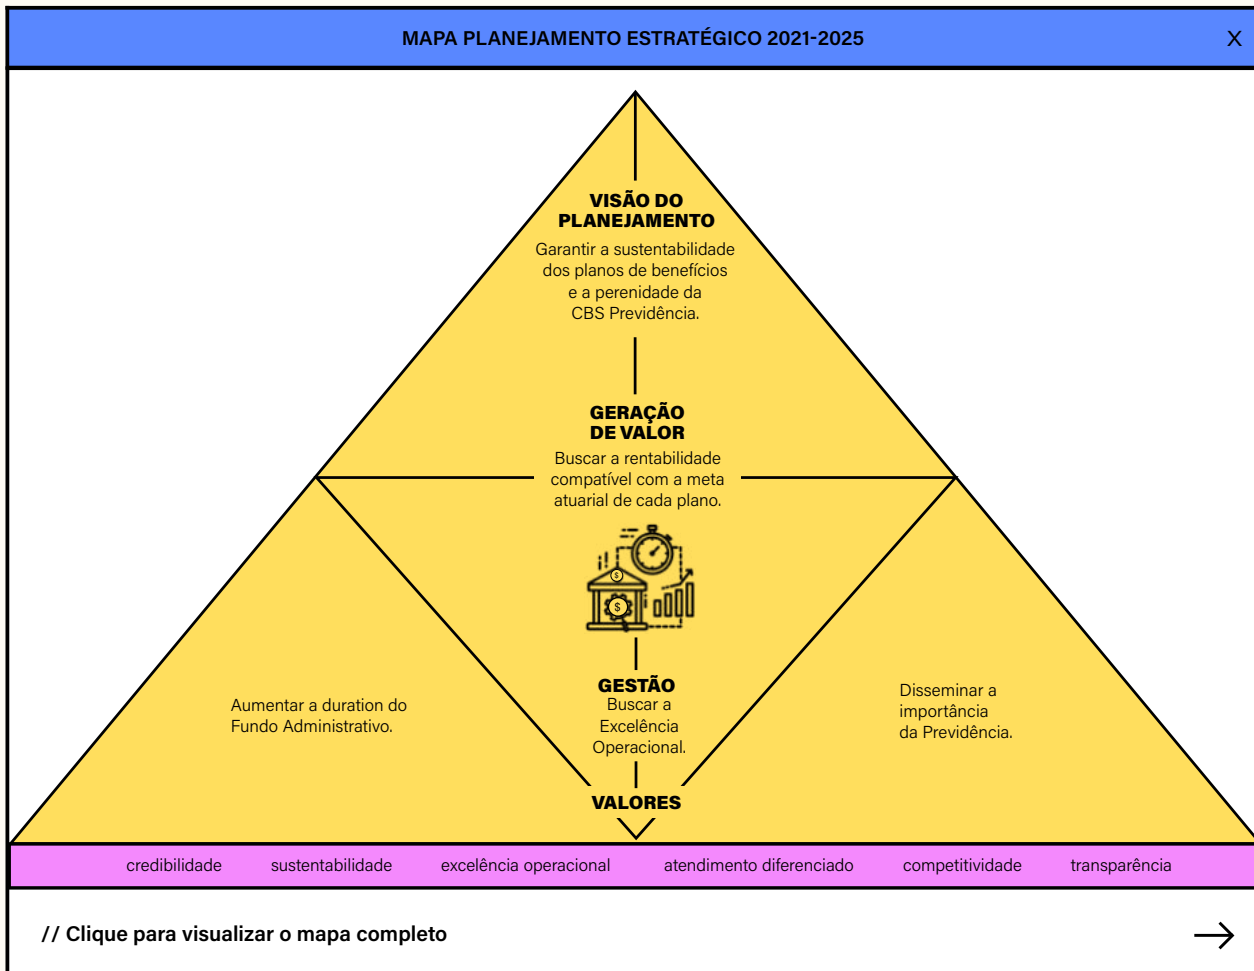 MAPA PLANEJAMENTO ESTRATÉGICO 2021-2025
X
VISÃO DO
PLANEJAMENTO
Garantir a sustentabilidade
dos planos de benefícios
e a perenidade da
CBS Previdência.
GERAÇÃO
DE VALOR
Buscar a rentabilidade
compatível com a meta
atuarial de cada plano.
$
$
Aumentar a duration do
Fundo Administrativo.
GESTÃO
Buscar a
Excelência
Operacional.
Disseminar a
importância
da Previdência.
VALORES
credibilidade sustentabilidade excelência operacional atendimento diferenciado competitividade transparência
// Clique para visualizar o mapa completo